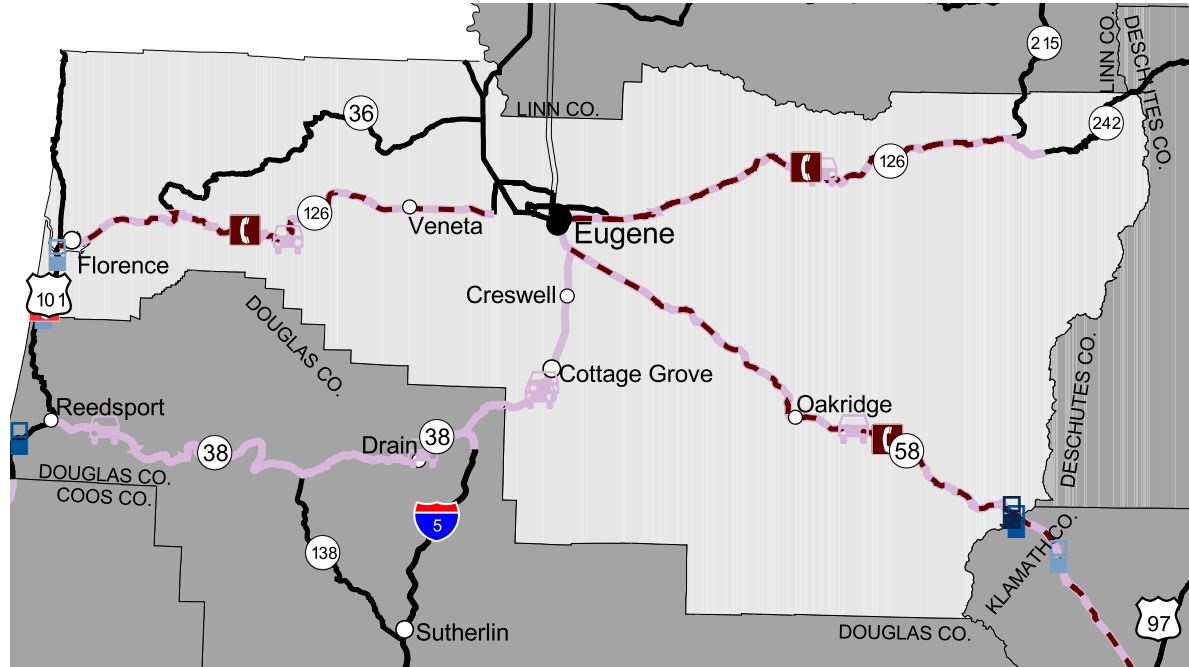 215
LINN CO.
DESCHUTES CO.
LINN CO.
36
242
126
126
Veneta
Eugene
Florence
101
Creswell
DOUGLAS CO.
Cottage Grove
DESCHUTES CO.
Reedsport
Oakridge
38
Drain
38
58
DOUGLAS CO.
COOS CO.
5
138
KLAMATH CO.
97
Sutherlin
DOUGLAS CO.